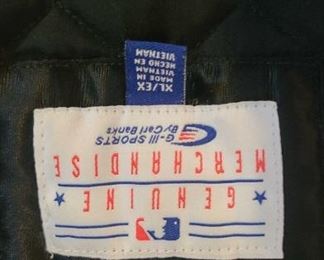 GENUINE
MERCHANDISE
G-III SPORTS
By Carl Banks
XL/EX
MADE IN
VIETNAM
HECHO EN
VIETNAM